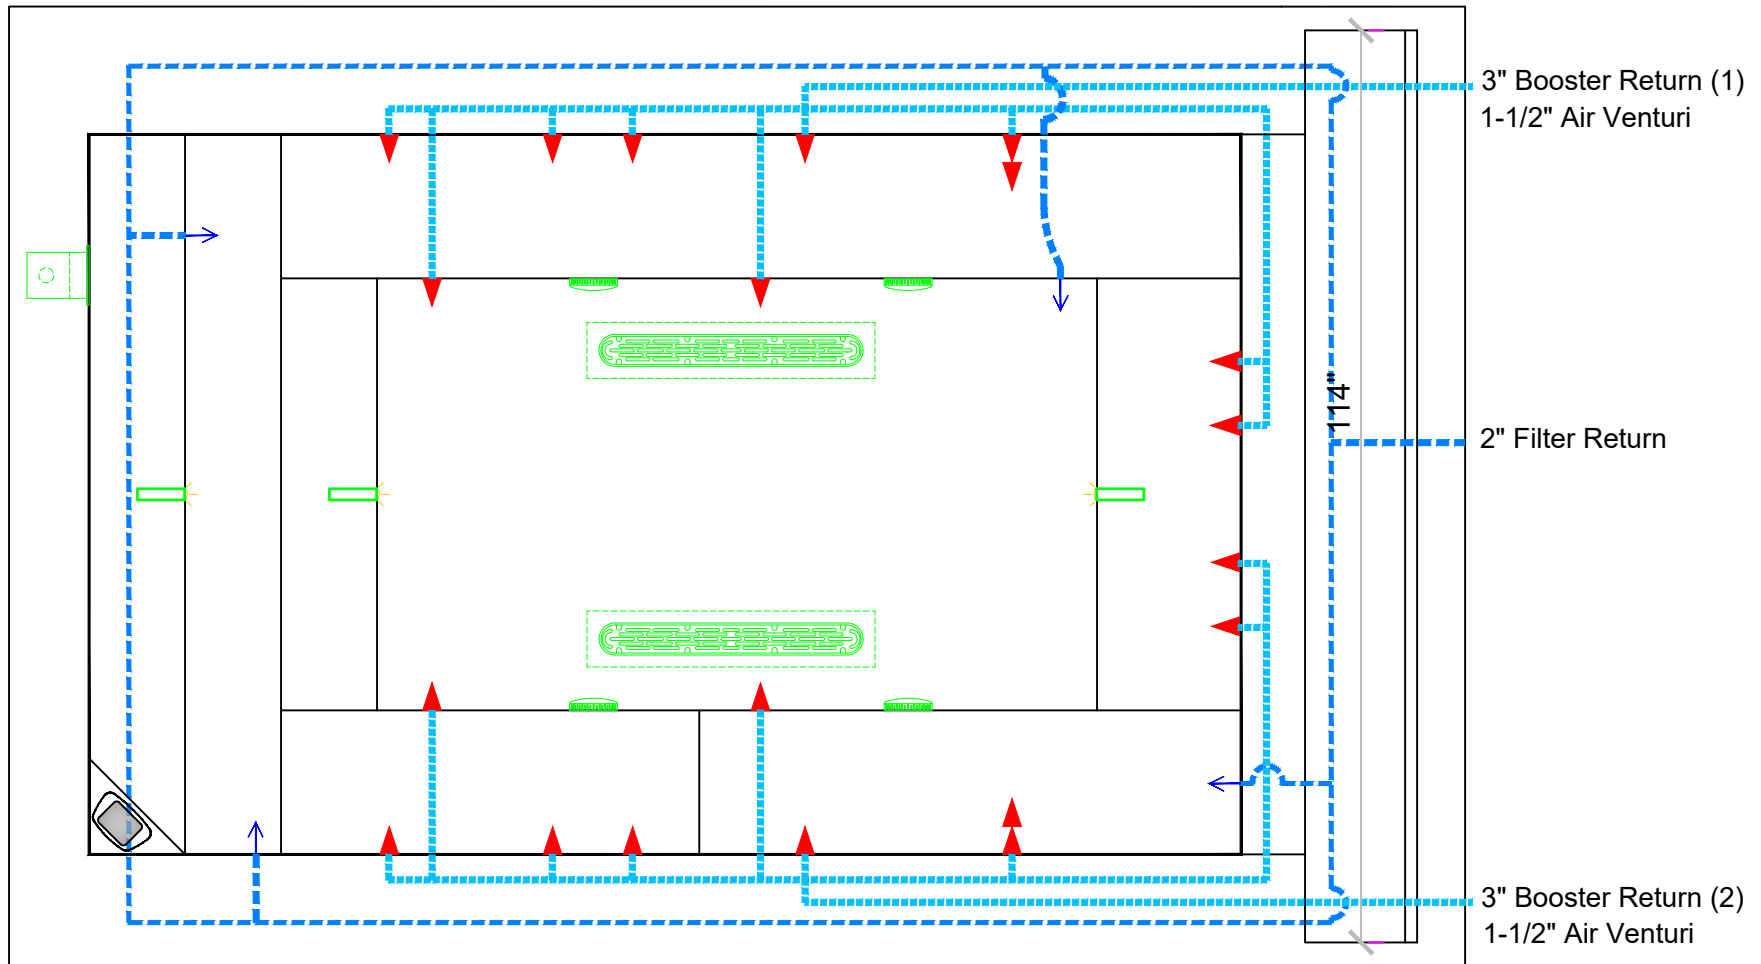 3" Booster Return (1)
1-1/2" Air Venturi
114"
2" Filter Return
3" Booster Return (2)
1-1/2" Air Venturi